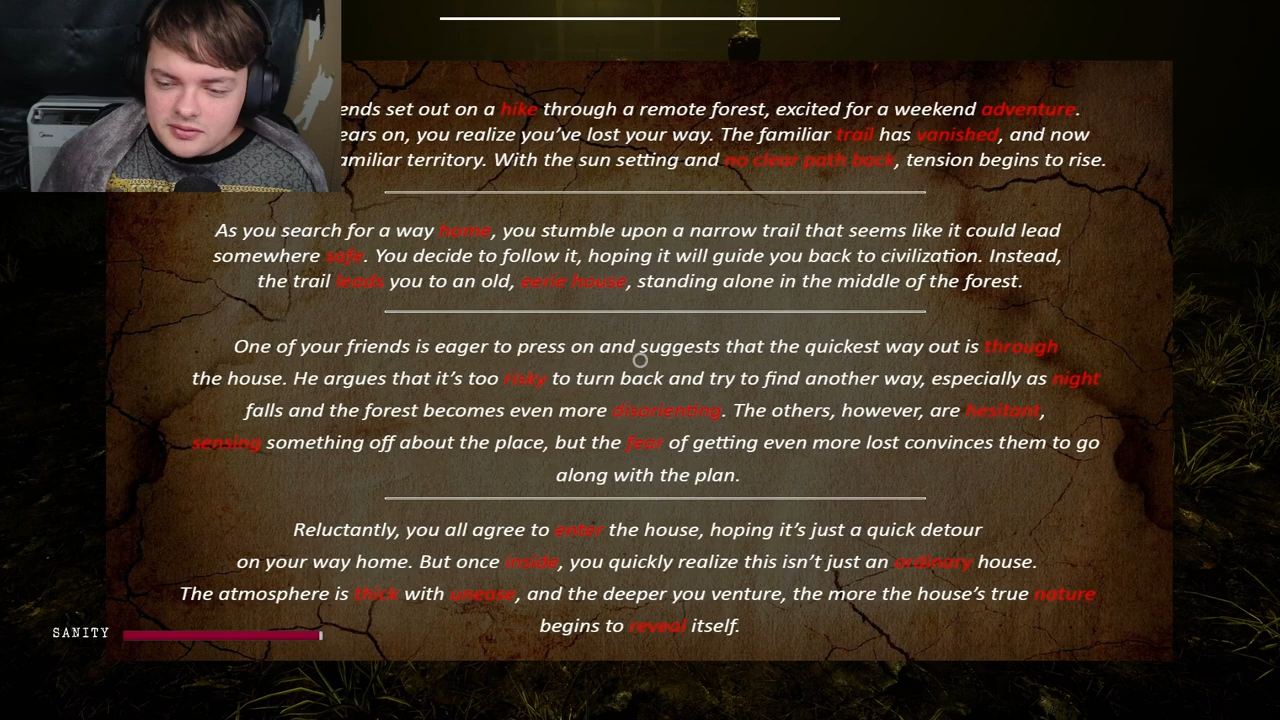 ends set out on a hike through a remote forest, excited for a weekend adventure.
ears on, you realize you've lost your way. The familiar trail has vanished, and now
amiliar territory. With the sun setting and no clear path back, tension begins to rise.
As you search for a way home, you stumble upon a narrow trail that seems like it could lead
somewhere safe. You decide to follow it, hoping it will guide you back to civilization. Instead,
the trail leads you to an old, eerie house, standing alone in the middle of the forest.
One of your friends is eager to press on and suggests that the quickest way out is through
the house. He argues that it's too risky to turn back and try to find another way, especially as night
falls and the forest becomes even more disorienting. The others, however, are hesitant,
sensing something off about the place, but the fear of getting even more lost convinces them to go
along with the plan.
Reluctantly, you all agree to enter the house, hoping it's just a quick detour
on your way home. But once inside, you quickly realize this isn't just an ordinary house.
The atmosphere is thick with unease, and the deeper you venture, the more the house's true nature
begins to reveal itself.
SANITY